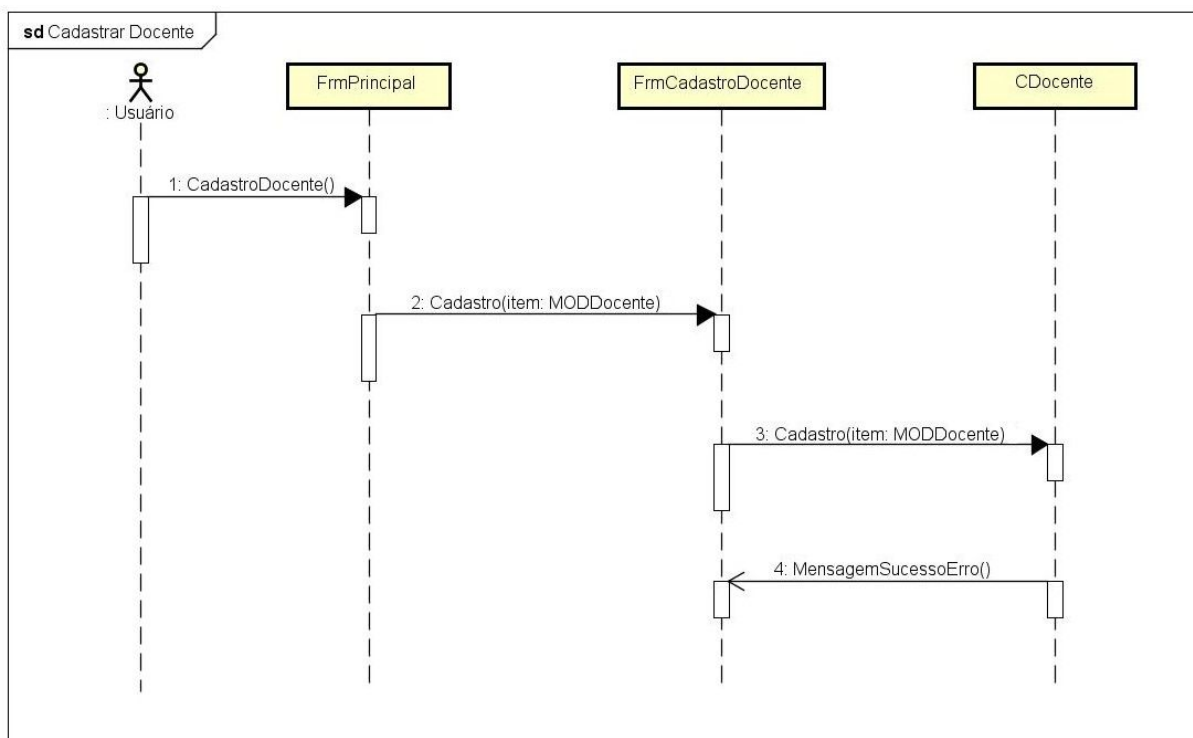 sd Cadastrar Docente
: Usuário
FrmPrincipal
FrmCadastroDocente
CDocente
1: CadastroDocente()
2: Cadastro(item: MODDocente)
3: Cadastro(item: MODDocente)
4: MensagemSucessoErro()